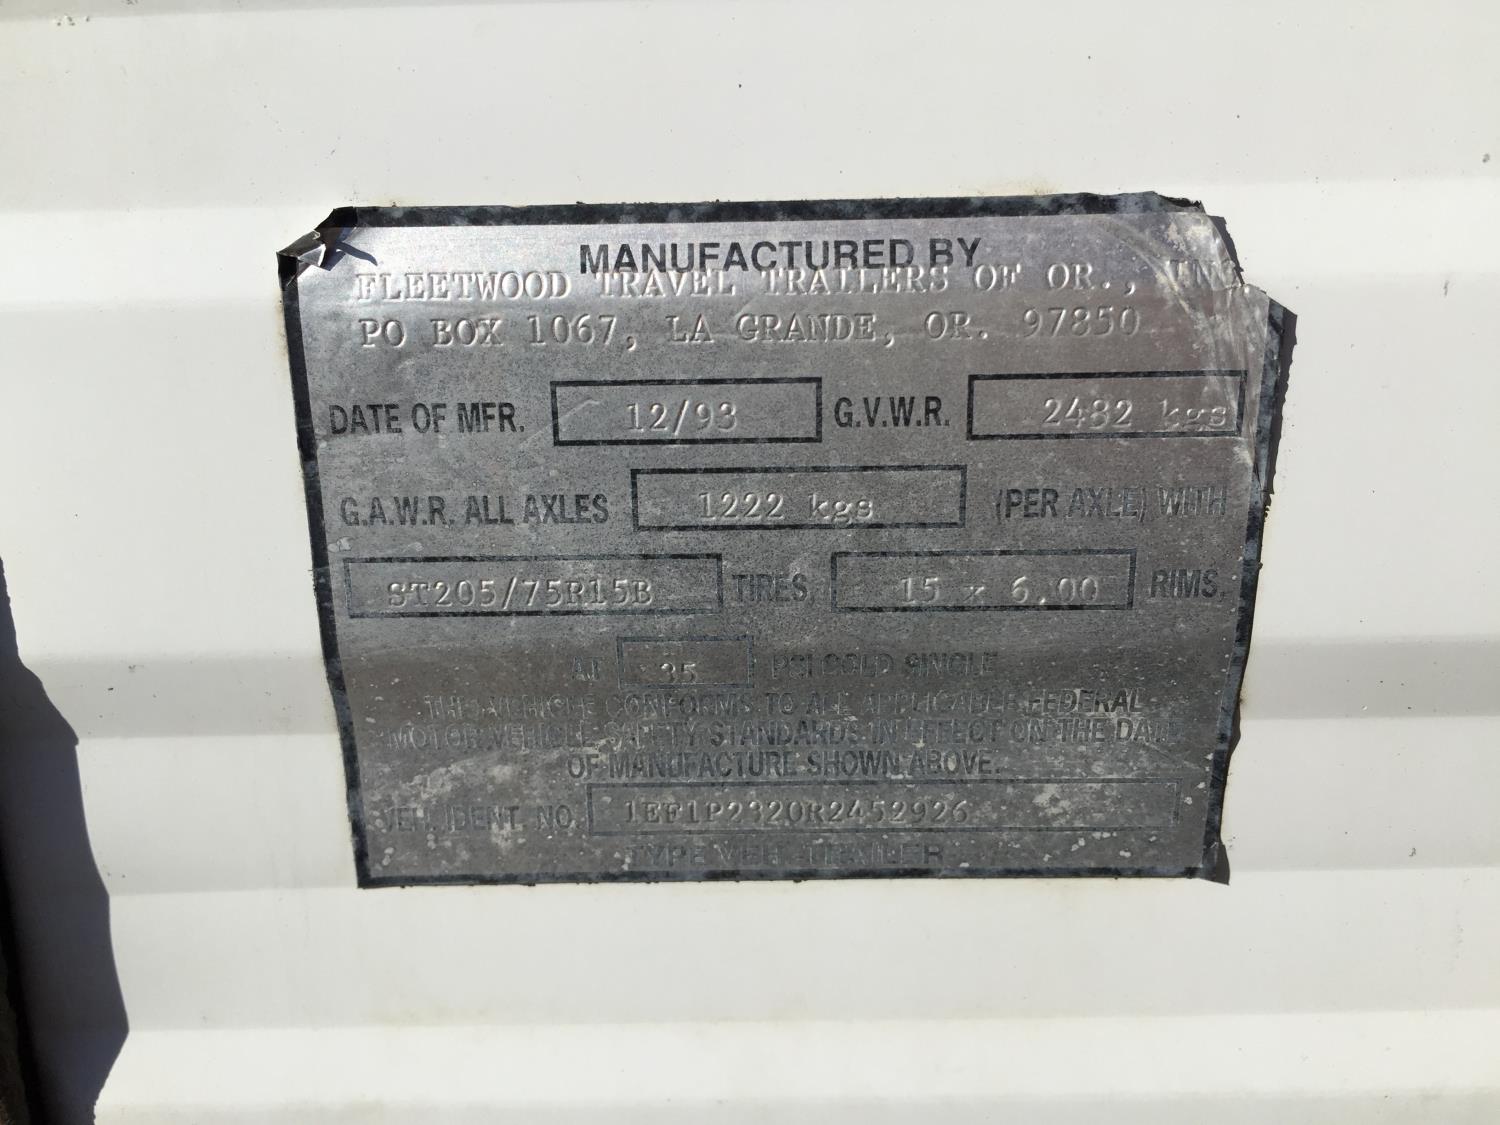 MANUFACTURED BY
FLEETWOOD TRAVEL TRAILERS OF OR.,
PO BOX 1067, LA GRANDE, OR. 97850
DATE OF MFR. 12/93 G.V.W.R. 2482 kgs
G.A.W.R. ALL AXLES 1222 kgs (PER AXLE) WITH
ST205/75R15B TIRES, 15 x 6.00 RIMS,
AT 35 PSI COLD SINGLE
THE VEHICLE CONFORMS TO ALL APPLICABLE FEDERAL
MOTOR VEHICLE SAFETY STANDARDS IN EFFECT ON THE DATE
OF MANUFACTURE SHOWN ABOVE.
VEH. IDENT. NO. 1EF1P2320R2452926
TYPE VEH. TRAILER